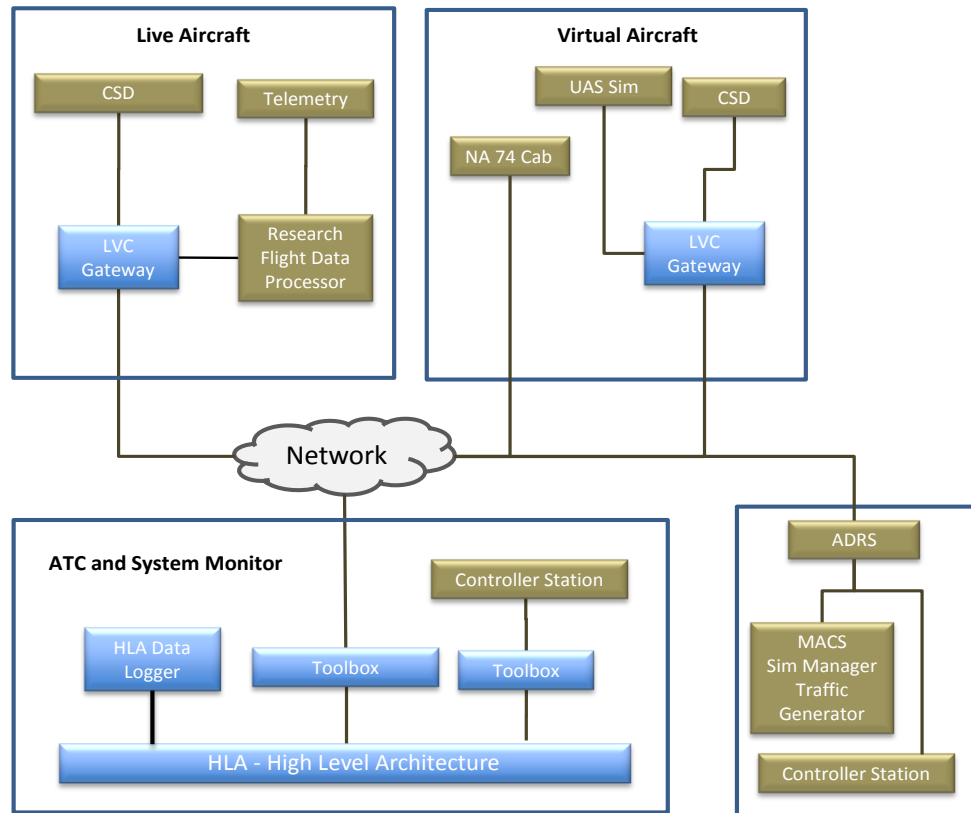 Live Aircraft
CSD
Telemetry
LVC
Gateway
Research
Flight Data
Processor
Virtual Aircraft
UAS Sim
CSD
NA 74 Cab
LVC
Gateway
Network
ATC and System Monitor
Controller Station
HLA Data
Logger
Toolbox
Toolbox
HLA - High Level Architecture
ADRS
MACS
Sim Manager
Traffic
Generator
Controller Station